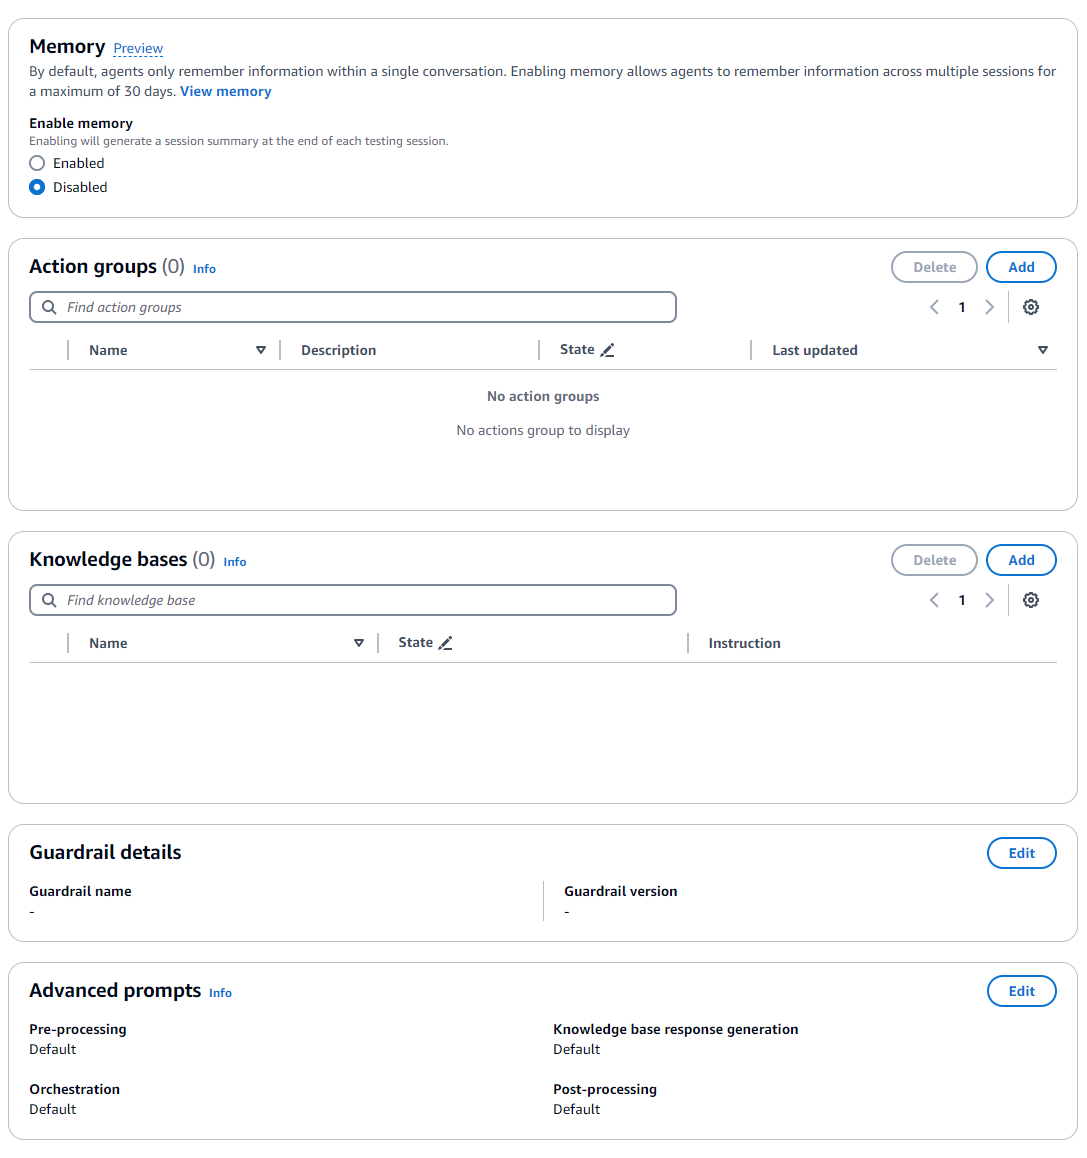 Memory Preview
By default, agents only remember information within a single conversation. Enabling memory allows agents to remember information across multiple sessions for
a maximum of 30 days. View memory
Enable memory
Enabling will generate a session summary at the end of each testing session.
Enabled
Disabled
Action groups (0) Info
Delete Add
Find action groups
1
Name Description State Last updated
No action groups
No actions group to display
Knowledge bases (0) Info
Delete Add
Find knowledge base
1
Name State Instruction
Guardrail details
Edit
Guardrail name Guardrail version
- -
Advanced prompts Info
Edit
Pre-processing Knowledge base response generation
Default Default
Orchestration Post-processing
Default Default